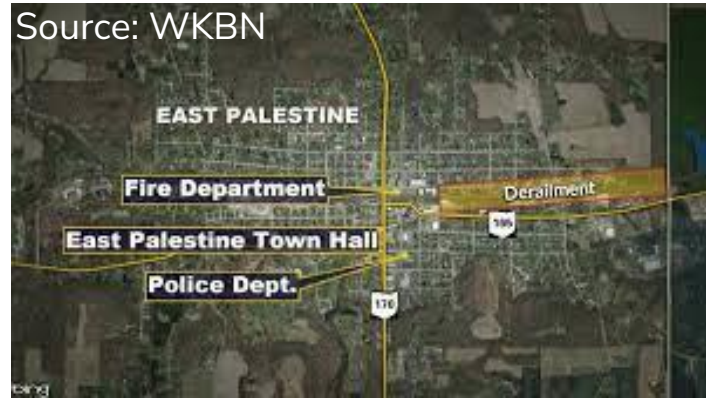 Source: WKBN
EAST PALESTINE
Fire Department
Derailment
East Palestine Town Hall
Police Dept.
170
bing